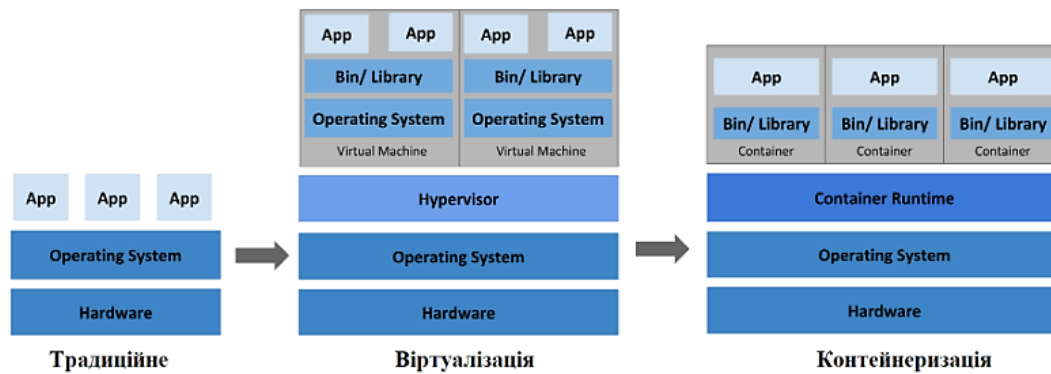 App
App
App
Operating System
Hardware
Традиційне
App
App
App
App
Bin/ Library
Bin/ Library
Operating System
Operating System
Virtual Machine
Virtual Machine
Hypervisor
Operating System
Hardware
Віртуалізація
App
App
App
Bin/ Library
Bin/ Library
Bin/ Library
Container
Container
Container
Container Runtime
Operating System
Hardware
Контейнеризація